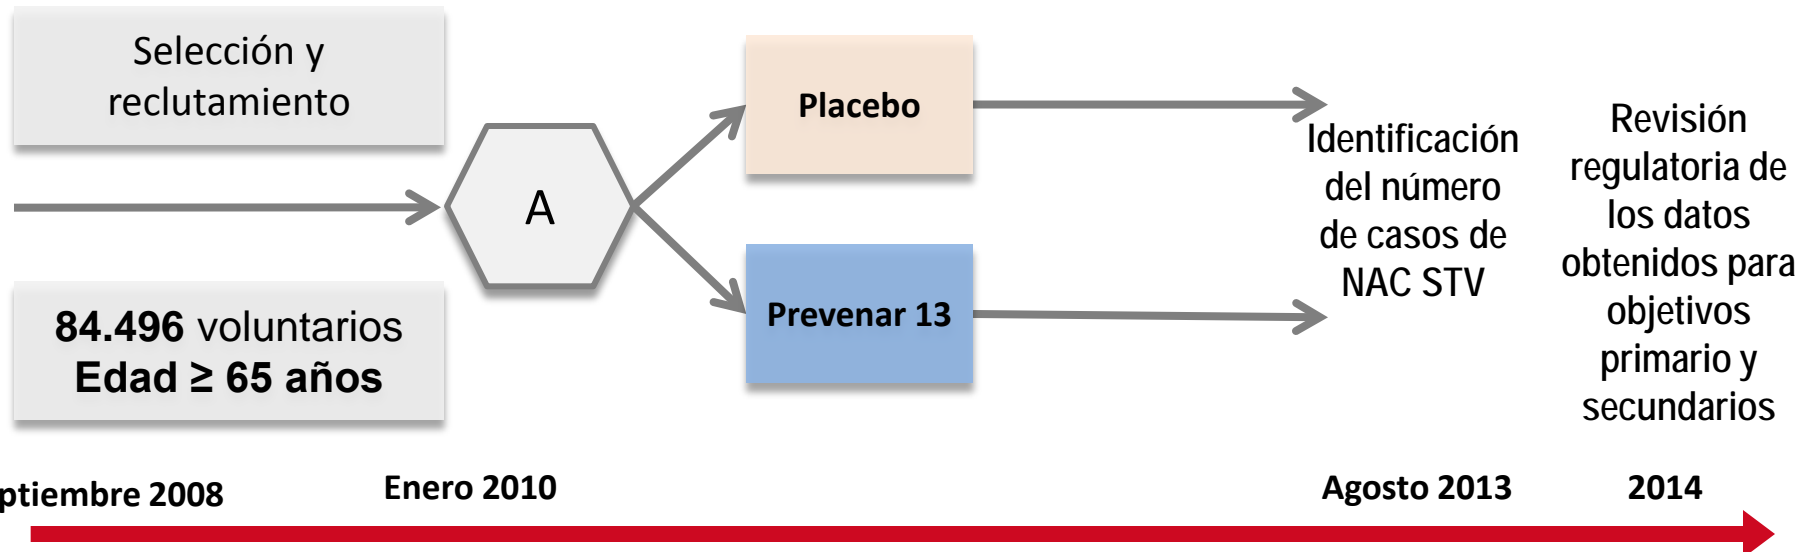 Selección y
reclutamiento
84.496 voluntarios
Edad ≥ 65 años
A
Placebo
Prevenar 13
Identificación
del número
de casos de
NAC STV
Revisión
regulatoria de
los datos
obtenidos para
objetivos
primario y
secundarios
ptiembre 2008
Enero 2010
Agosto 2013
2014